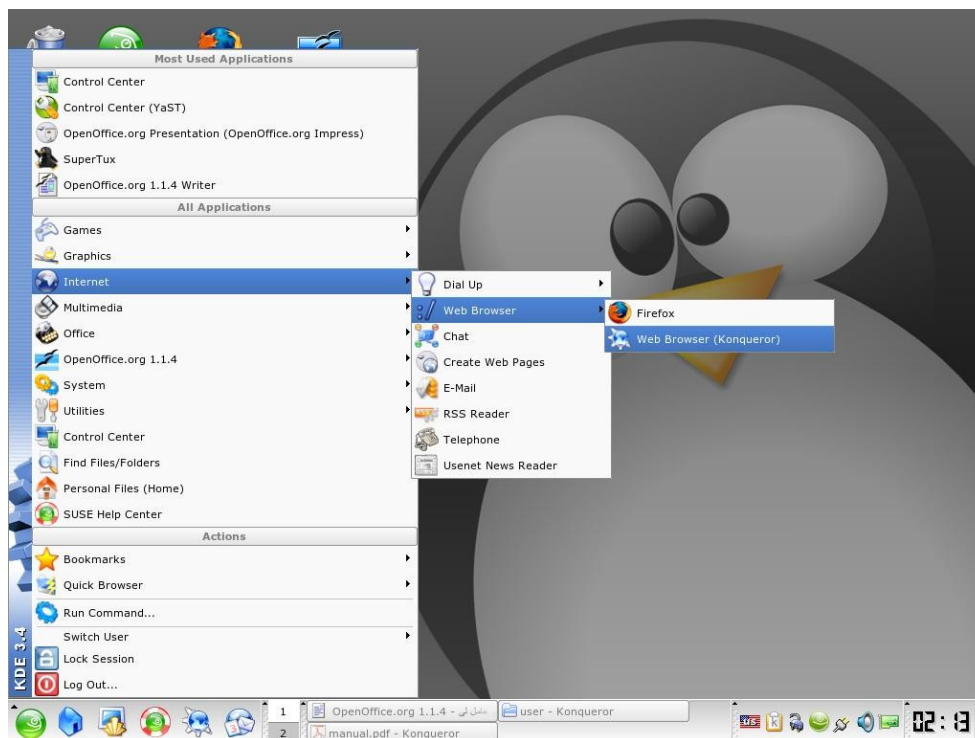 Most Used Applications
Control Center
Control Center (YaST)
OpenOffice.org Presentation (OpenOffice.org Impress)
SuperTux
OpenOffice.org 1.1.4 Writer
All Applications
Games
Graphics
Internet
Multimedia
Office
OpenOffice.org 1.1.4
System
Utilities
Control Center
Find Files/Folders
Personal Files (Home)
SUSE Help Center
Actions
Bookmarks
Quick Browser
Run Command...
Switch User
Lock Session
Log Out...
KDE 3.4
Dial Up
Web Browser
Chat
Create Web Pages
E-Mail
RSS Reader
Telephone
Usenet News Reader
Firefox
Web Browser (Konqueror)
1
2
OpenOffice.org 1.1.4 -
manual.pdf - Konqueror
user - Konqueror
02:13